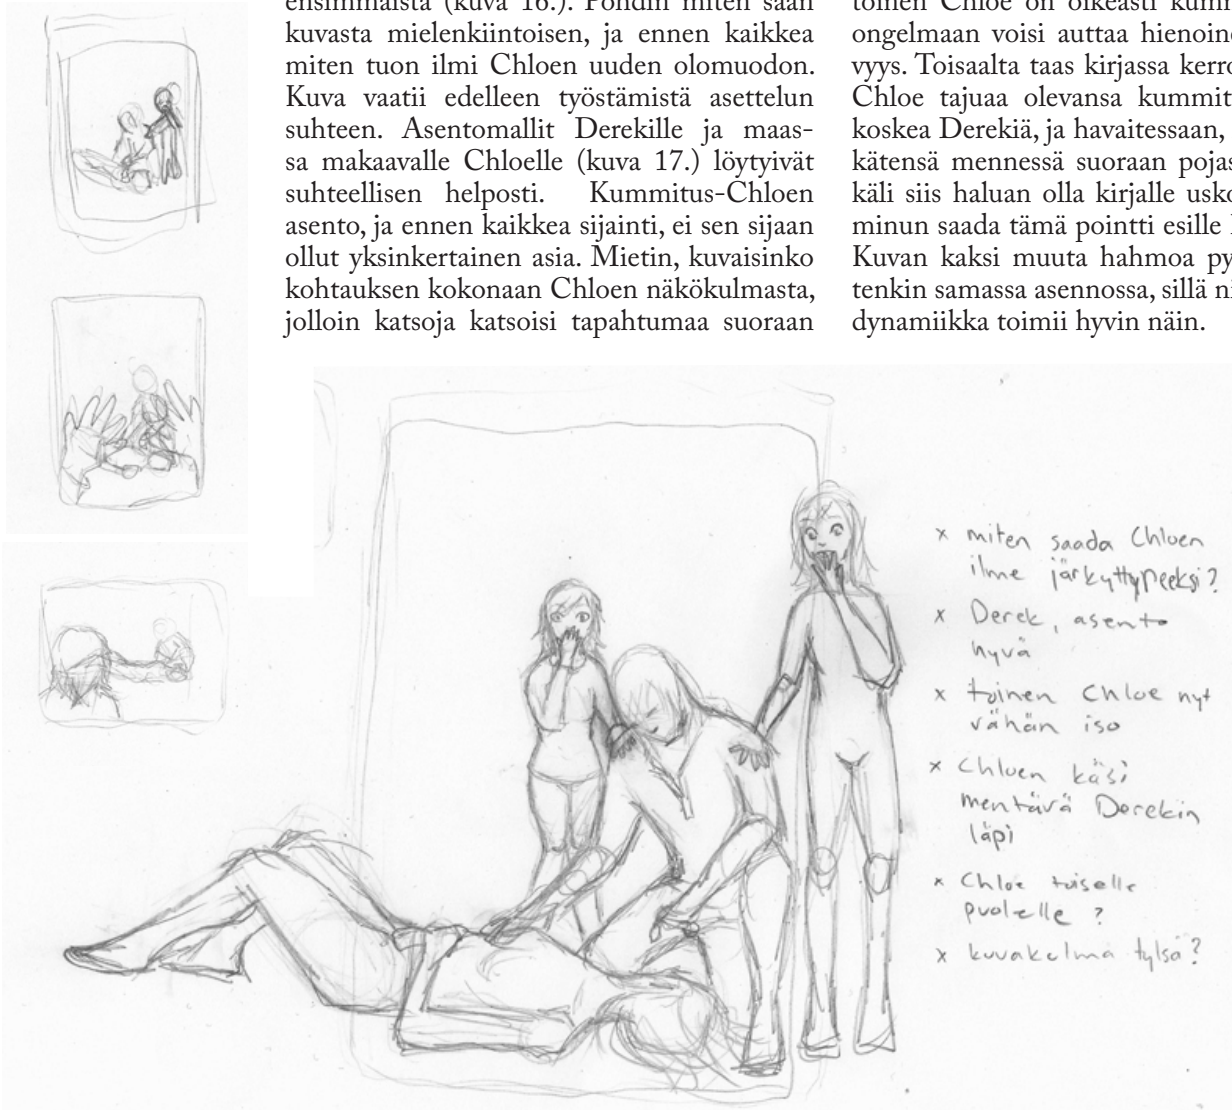 ensimmäistä (kuva 16.). Pohdin miten saan
kuvasta mielenkiintoisen, ja ennen kaikkea
miten tuon ilmi Chloen uuden olomuodon.
Kuva vaatii edelleen työstämistä asettelun
suhteen. Asentomallit Derekille ja maas-
sa makaavalle Chloelle (kuva 17.) löytyivät
suhteellisen helposti. Kummitus-Chloen
asento, ja ennen kaikkea sijainti, ei sen sijaan
ollut yksinkertainen asia. Mietin, kuvaisinko
kohtauksen kokonaan Chloen näkökulmasta,
jolloin katsoja katsoisi tapahtumaa suoraan
toinen Chloe on oikeasti kumm
ongelmaan voisi auttaa hienoine
vyys. Toisaalta taas kirjassa kerro
Chloe tajuaa olevansa kummit
koskea Derekiä, ja havaitessaan,
kätensä mennessä suoraan pojas
käli siis haluan olla kirjalle usko
minun saada tämä pointti esille
Kuvan kaksi muuta hahmoa py
tenkin samassa asennossa, sillä ni
dynamiikka toimii hyvin näin.
x miten saada Chloen
ilme järkyttyneeksi?
x Derek, asento
hyvä
x toinen Chloe nyt
vähän iso
x Chloen käsi
mentävä Derekin
läpi
x Chloe toiselle
puolelle ?
x kuvakulma tylsä?